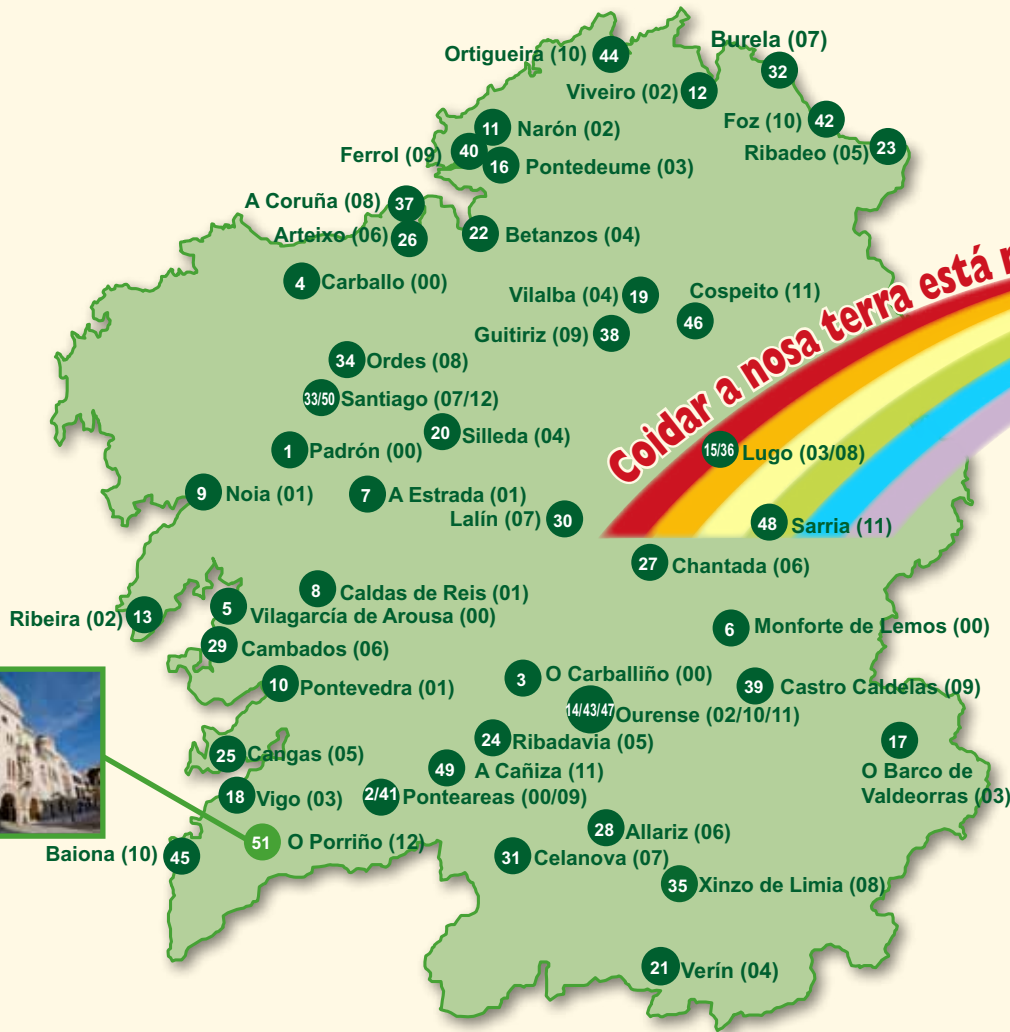 Burela (07)
32
Ortigueira (10) 44
Viveiro (02) 12
Foz (10) 42
11 Narón (02)
Ribadeo (05) 23
Ferrol (09) 40
16 Pontedeume (03)
A Coruña (08) 37
Arteixo (06) 26
22 Betanzos (04)
4 Carballo (00)
Vilalba (04) 19
Cospeito (11)
46
Guitiriz (09) 38
Coidar a nosa terra está
34 Ordes (08)
33/50 Santiago (07/12)
20 Silleda (04)
15/36 Lugo (03/08)
1 Padrón (00)
9 Noia (01)
7 A Estrada (01)
Lalín (07) 30
48 Sarria (11)
27 Chantada (06)
8 Caldas de Reis (01)
5 Vilagarcía de Arousa (00)
Ribeira (02) 13
6 Monforte de Lemos (00)
29 Cambados (06)
3 O Carballiño (00)
10 Pontevedra (01)
39 Castro Caldelas (09)
14/43/47 Ourense (02/10/11)
24 Ribadavia (05)
17
O Barco de
Valdeorras (03)
25 Cangas (05)
49 A Cañiza (11)
18 Vigo (03)
2/41 Ponteareas (00/09)
28 Allariz (06)
51 O Porriño (12)
Baiona (10) 45
31 Celanova (07)
35 Xinzo de Limia (08)
21 Verín (04)